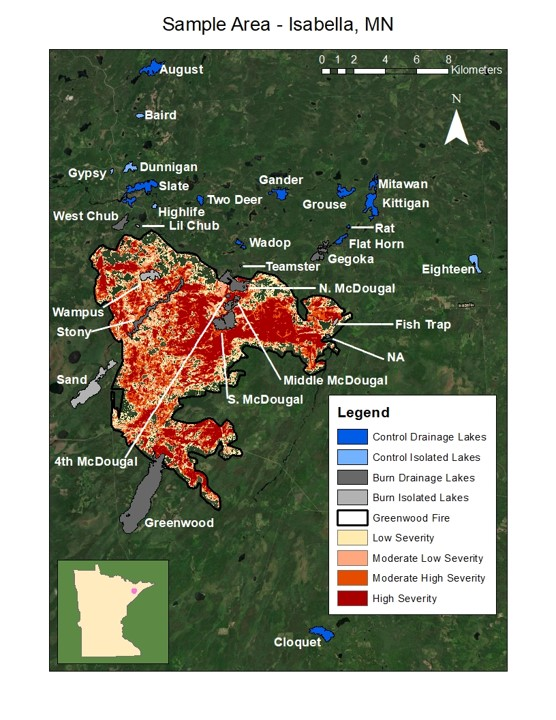 Sample Area - Isabella, MN
0 1 2 4 6 8
Kilometers
August
N
Baird
Gypsy
Dunnigan
Slate
Two Deer
Gander
Grouse
Mitawan
Kittigan
West Chub
Highlife
Lil Chub
Rat
Flat Horn
Wadop
Gegoka
Teamster
Eighteen
N. McDougal
Wampus
Stony
Fish Trap
NA
Sand
Middle McDougal
S. McDougal
4th McDougal
Greenwood
Legend
Control Drainage Lakes
Control Isolated Lakes
Burn Drainage Lakes
Burn Isolated Lakes
Greenwood Fire
Low Severity
Moderate Low Severity
Moderate High Severity
High Severity
Cloquet